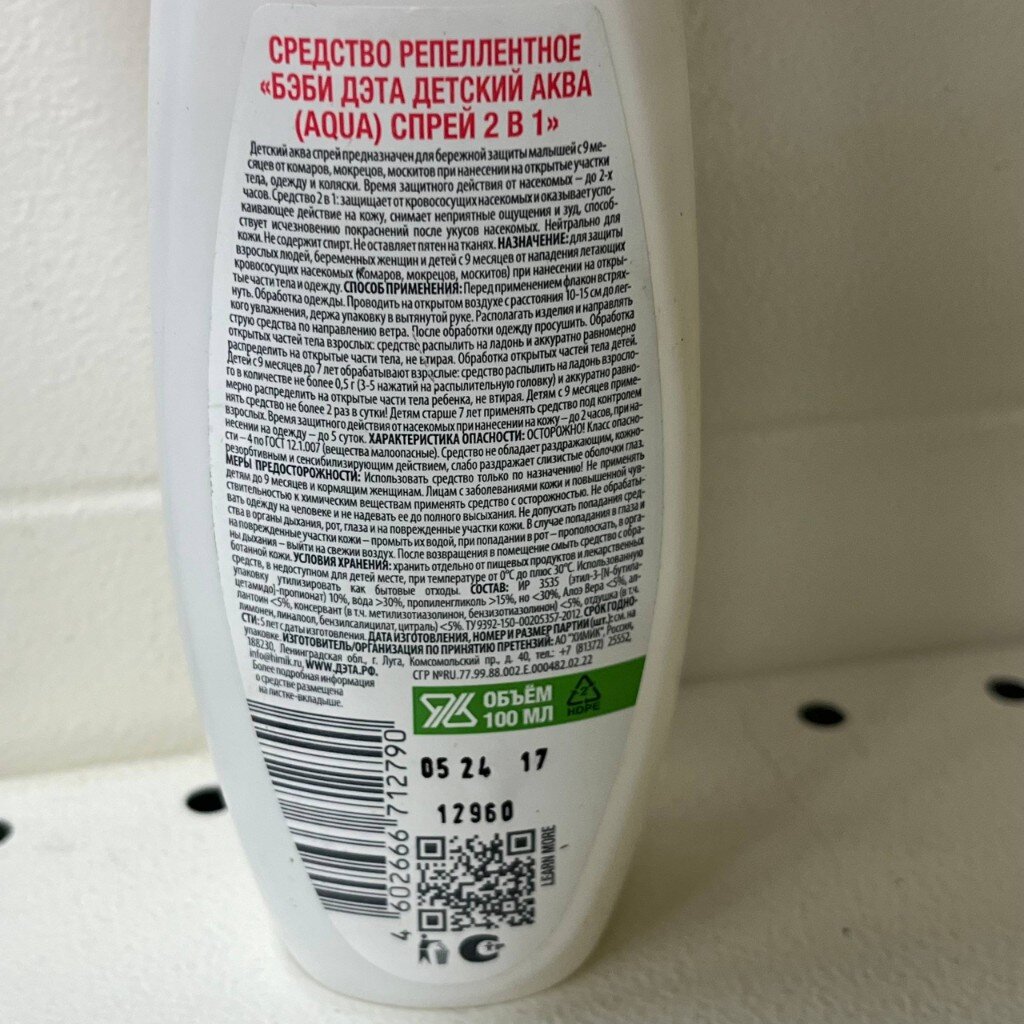 СРЕДСТВО РЕПЕЛЛЕНТНОЕ
«БЭБИ ДЭТА ДЕТСКИЙ АКВА
(AQUA) СПРЕЙ 2 В 1»
Детский аква спрей предназначен для бережной защиты малышей с 9 ме-
сяцев от комаров, мокрецов, москитов при нанесении на открытые участки
тела, одежду и коляски. Время защитного действия от насекомых – до 2-х
часов. Средство 2 в 1: защищает от кровососущих насекомых и оказывает успо-
каивающее действие на кожу, снимает неприятные ощущения и зуд, способ-
ствует исчезновению покраснений после укусов насекомых. Нейтрально для
кожи. Не содержит спирт. Не оставляет пятен на тканях. НАЗНАЧЕНИЕ: для защиты
взрослых людей, беременных женщин и детей с 9 месяцев от нападения летающих
кровососущих насекомых (комаров, мокрецов, москитов) при нанесении на откры-
тые части тела и одежду. СПОСОБ ПРИМЕНЕНИЯ: Перед применением флакон встрях-
нуть. Обработка одежды. Проводить на открытом воздухе с расстояния 10-15 см до лег-
кого увлажнения, держа упаковку в вытянутой руке. Располагать изделия и направлять
струю средства по направлению ветра. После обработки одежду просушить. Обработка
открытых частей тела взрослых: средство распылить на ладонь и аккуратно равномерно
распределить на открытые части тела, не втирая. Обработка открытых частей тела детей.
Детей с 9 месяцев до 7 лет обрабатывают взрослые: средство распылить на ладонь взросло-
го в количестве не более 0,5 г (3-5 нажатий на распылительную головку) и аккуратно равно-
мерно распределить на открытые части тела ребенка, не втирая. Детям с 9 месяцев приме-
нять средство не более 2 раз в сутки! Детям старше 7 лет применять средство под контролем
взрослых. Время защитного действия от насекомых при нанесении на кожу – до 2 часов, при на-
несении на одежду – до 5 суток. ХАРАКТЕРИСТИКА ОПАСНОСТИ: ОСТОРОЖНО! Класс опасно-
сти – 4 по ГОСТ 12.1.007 (вещества малоопасные). Средство не обладает раздражающим, кожно-
резорбтивным и сенсибилизирующим действием, слабо раздражает слизистые оболочки глаз.
МЕРЫ ПРЕДОСТОРОЖНОСТИ: Использовать средство только по назначению! Не применять
детям до 9 месяцев и кормящим женщинам. Лицам с заболеваниями кожи и повышенной чув-
ствительностью к химическим веществам применять средство с осторожностью. Не обрабаты-
вать одежду на человеке и не надевать ее до полного высыхания. Не допускать попадания сред-
ства в органы дыхания, рот, глаза и на поврежденные участки кожи. В случае попадания в глаза и
на поврежденные участки кожи – промыть их водой, при попадании в рот – прополоскать, в орга-
ны дыхания – выйти на свежий воздух. После возвращения в помещение смыть средство с обра-
ботанной кожи. УСЛОВИЯ ХРАНЕНИЯ: хранить отдельно от пищевых продуктов и лекарственных
средств, в недоступном для детей месте, при температуре от 0°С до плюс 30°С. Использованную
упаковку утилизировать как бытовые отходы. СОСТАВ: ИР 3535 (этил-3-[N-бутила-
цетамидо]-пропионат) 10%, вода >30%, пропиленгликоль >15%, но <30%, Алоэ Вера <5%, ал-
лантоин <5%, консервант (в т.ч. метилизотиазолинон, бензизотиазолинон) <5%, отдушка (в т.ч.
лимонен, линалоол, бензилсалицилат, цитраль) <5%. ТУ 9392-150-00205357-2012. СРОК ГОДНО-
СТИ: 5 лет с даты изготовления. ДАТА ИЗГОТОВЛЕНИЯ, НОМЕР И РАЗМЕР ПАРТИИ (шт.): см. на
упаковке. ИЗГОТОВИТЕЛЬ/ОРГАНИЗАЦИЯ ПО ПРИНЯТИЮ ПРЕТЕНЗИЙ: АО "ХИМИК", Россия,
188230, Ленинградская обл., г. Луга, Комсомольский пр., д. 40, тел.: +7 (81372) 25552,
info@himik.ru, WWW.ДЭТА.РФ. СГР №RU.77.99.88.002.Е.000482.02.22
Более подробная информация
о средстве размещена
на листке-вкладыше.
ОБЪЁМ
100 МЛ
2
HDPE
05 24 17
12960
LEARN MORE
4 602666 712790